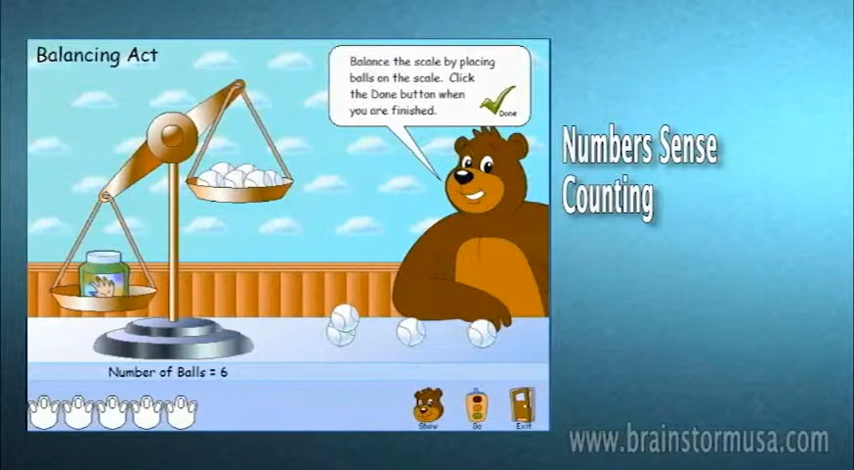 Balancing Act
Balance the scale by placing
balls on the scale. Click
the Done button when
you are finished.
Done
Numbers Sense
Counting
Number of Balls = 6
Show
Go
Exit
www.brainstormusa.com